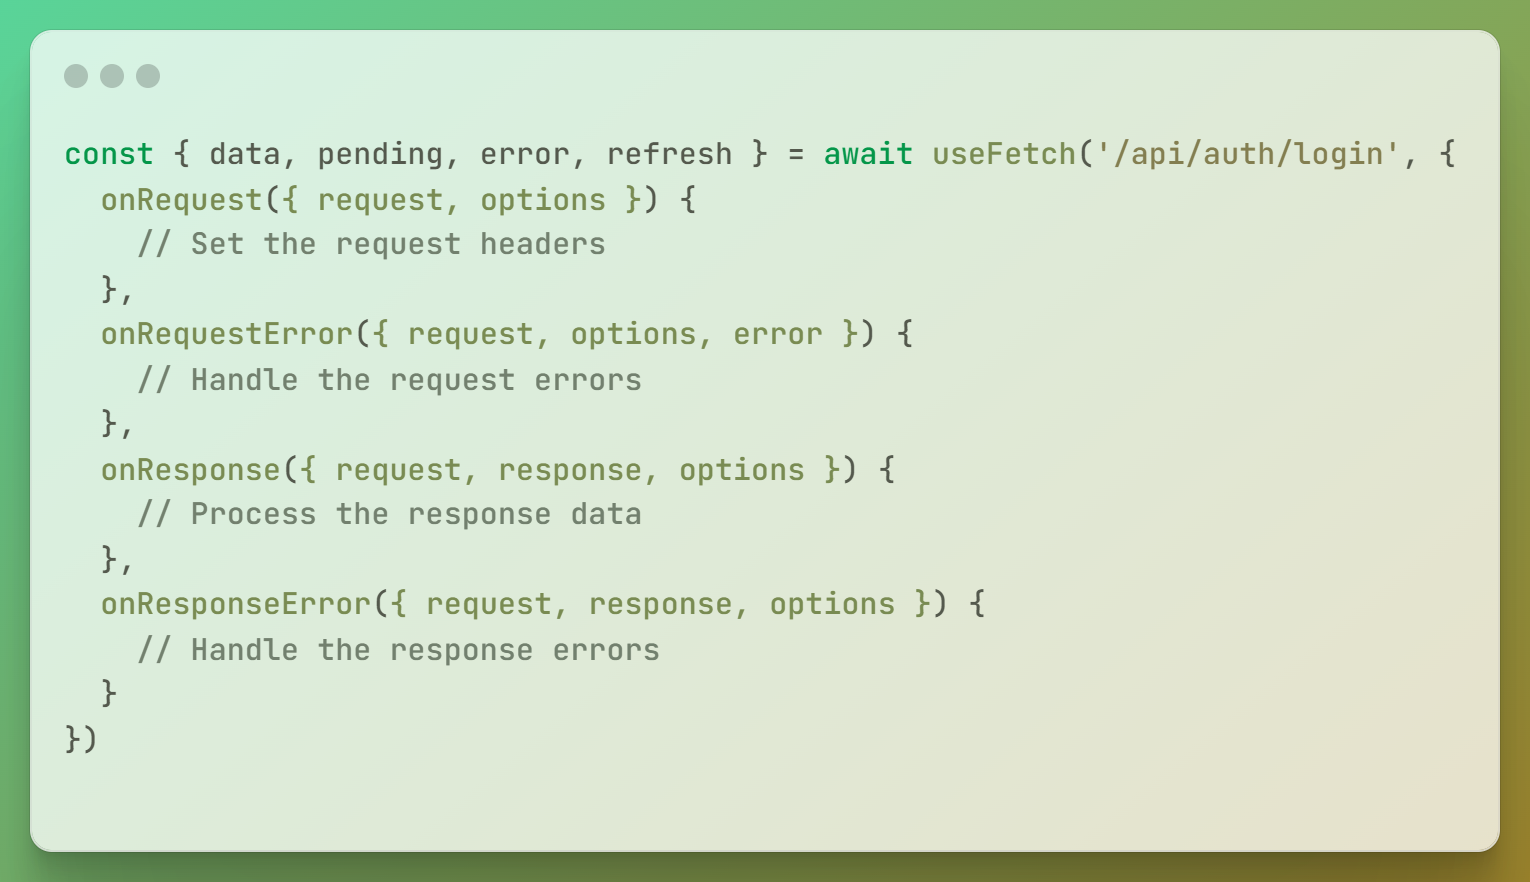 const { data, pending, error, refresh } = await useFetch('/api/auth/login', {
  onRequest({ request, options }) {
    // Set the request headers
  },
  onRequestError({ request, options, error }) {
    // Handle the request errors
  },
  onResponse({ request, response, options }) {
    // Process the response data
  },
  onResponseError({ request, response, options }) {
    // Handle the response errors
  }
})